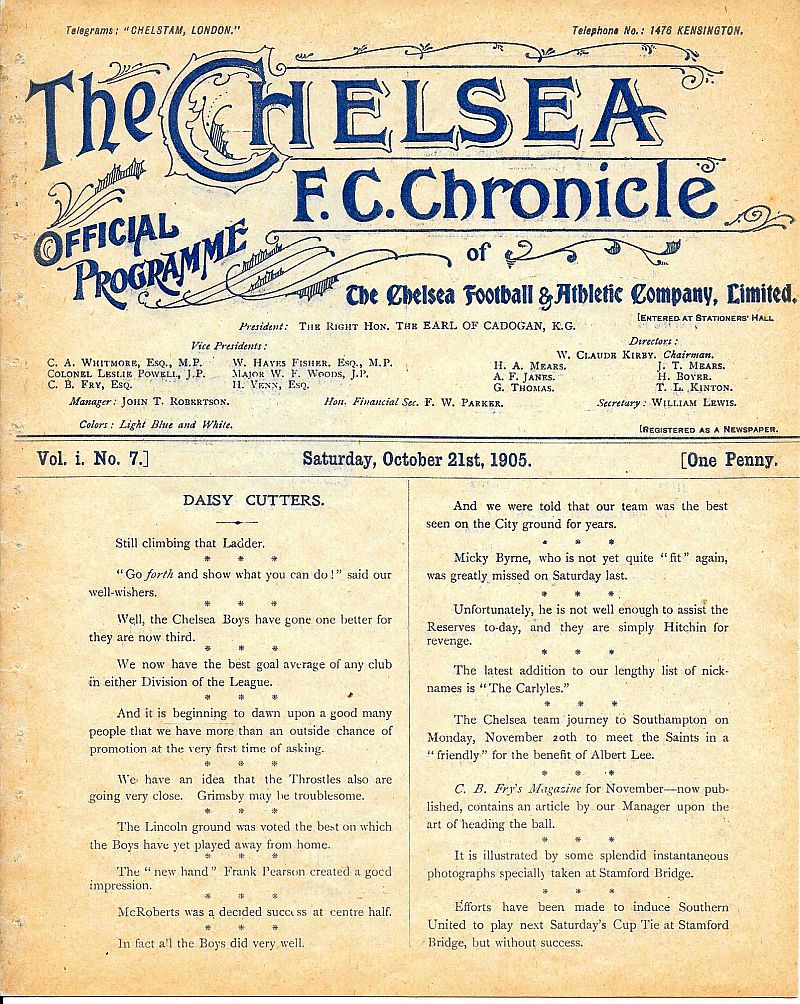 Telegrams: "CHELSTAM, LONDON."
Telephone No.: 1476 KENSINGTON.
The CHELSEA
F.C. Chronicle
OFFICIAL
PROGRAMME
of
The Chelsea Football & Athletic Company, Limited.
[ENTERED AT STATIONERS' HALL
President: THE RIGHT HON. THE EARL OF CADOGAN, K.G.
Vice Presidents:
C. A. WHITMORE, ESQ., M.P. W. HAYES FISHER, ESQ., M.P.
COLONEL LESLIE POWELL, J.P. MAJOR W. F. WOODS, J.P.
C. B. FRY, ESQ. H. VENN, ESQ.
Directors:
W. CLAUDE KIRBY, Chairman.
H. A. MEARS. J. T. MEARS.
A. F. JANES. H. BOYER.
G. THOMAS. T. L. KINTON.
Manager: JOHN T. ROBERTSON. Hon. Financial Sec. F. W. PARKER. Secretary: WILLIAM LEWIS.
Colors: Light Blue and White.
[REGISTERED AS A NEWSPAPER.
Vol. i. No. 7.] Saturday, October 21st, 1905. [One Penny.
DAISY CUTTERS.
Still climbing that Ladder.
* * *
"Go forth and show what you can do!" said our
well-wishers.
* * *
Well, the Chelsea Boys have gone one better for
they are now third.
* * *
We now have the best goal average of any club
in either Division of the League.
* * *
And it is beginning to dawn upon a good many
people that we have more than an outside chance of
promotion at the very first time of asking.
* * *
We have an idea that the Throstles also are
going very close. Grimsby may be troublesome.
* * *
The Lincoln ground was voted the best on which
the Boys have yet played away from home.
* * *
The "new hand" Frank Pearson created a good
impression.
* * *
McRoberts was a decided success at centre half.
* * *
In fact all the Boys did very well.
And we were told that our team was the best
seen on the City ground for years.
* * *
Micky Byrne, who is not yet quite "fit" again,
was greatly missed on Saturday last.
* * *
Unfortunately, he is not well enough to assist the
Reserves to-day, and they are simply Hitchin for
revenge.
* * *
The latest addition to our lengthy list of nick-
names is "The Carlyles."
* * *
The Chelsea team journey to Southampton on
Monday, November 20th to meet the Saints in a
"friendly" for the benefit of Albert Lee.
* * *
C. B. Fry's Magazine for November—now pub-
lished, contains an article by our Manager upon the
art of heading the ball.
* * *
It is illustrated by some splendid instantaneous
photographs specially taken at Stamford Bridge.
* * *
Efforts have been made to induce Southern
United to play next Saturday's Cup Tie at Stamford
Bridge, but without success.